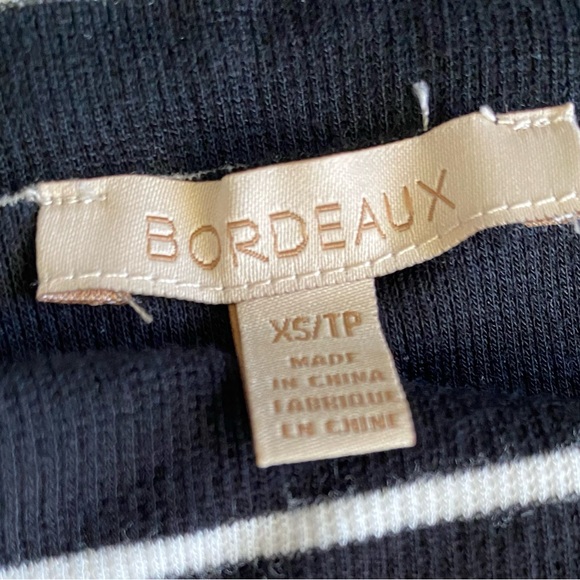 BORDEAUX
XS/TP
MADE
IN CHINA
FABRIQUE
EN CHINE